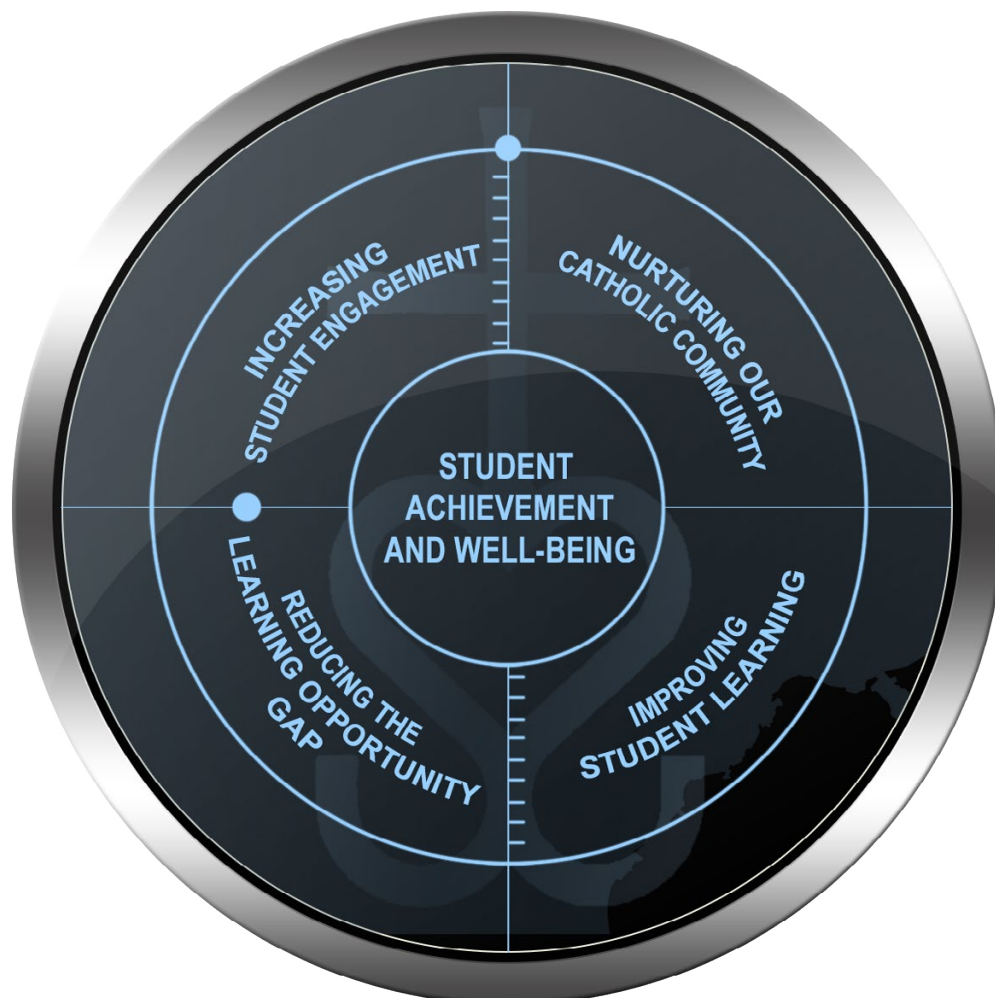 INCREASING
STUDENT ENGAGEMENT
NURTURING OUR
CATHOLIC COMMUNITY
STUDENT
ACHIEVEMENT
AND WELL-BEING
REDUCING THE
LEARNING OPPORTUNITY
GAP
IMPROVING
STUDENT LEARNING